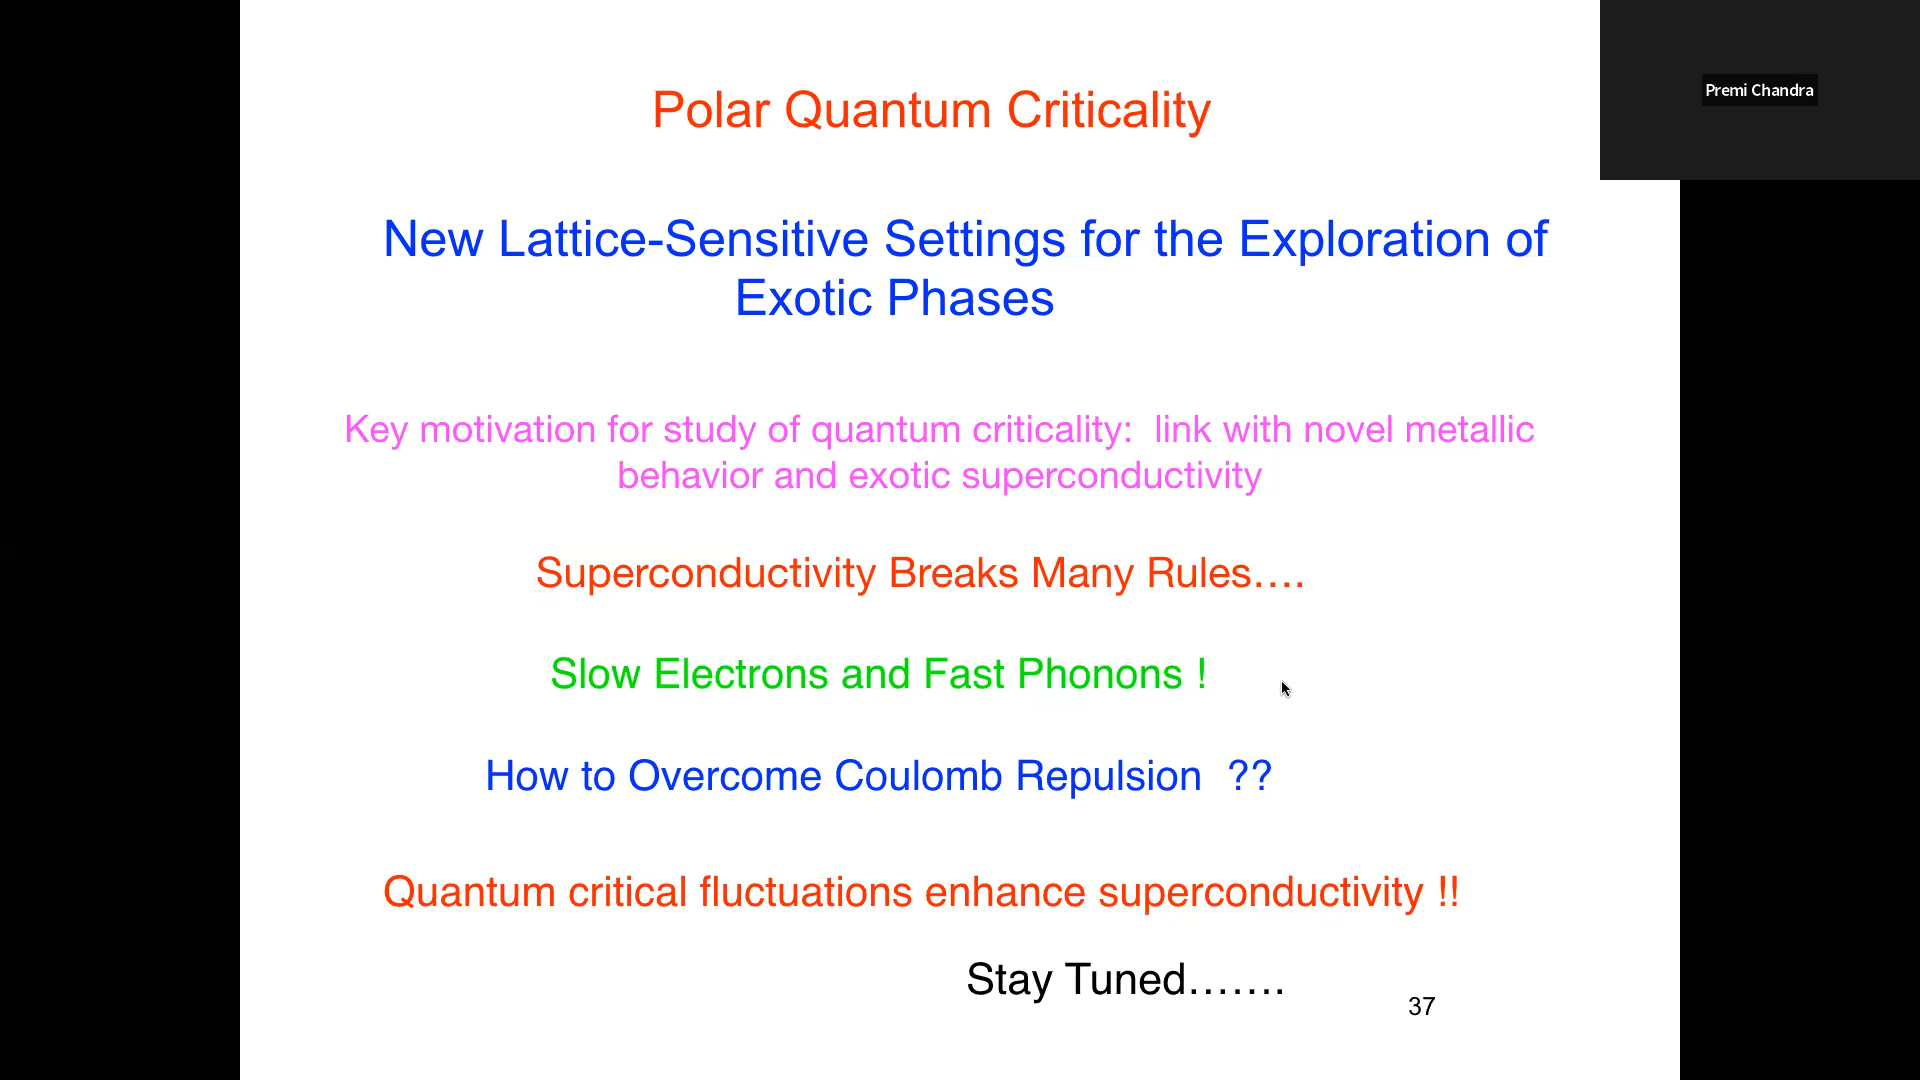 Polar Quantum Criticality
Premi Chandra
New Lattice-Sensitive Settings for the Exploration of
Exotic Phases
Key motivation for study of quantum criticality:  link with novel metallic
behavior and exotic superconductivity
Superconductivity Breaks Many Rules….
Slow Electrons and Fast Phonons !
How to Overcome Coulomb Repulsion  ??
Quantum critical fluctuations enhance superconductivity !!
Stay Tuned…….
37